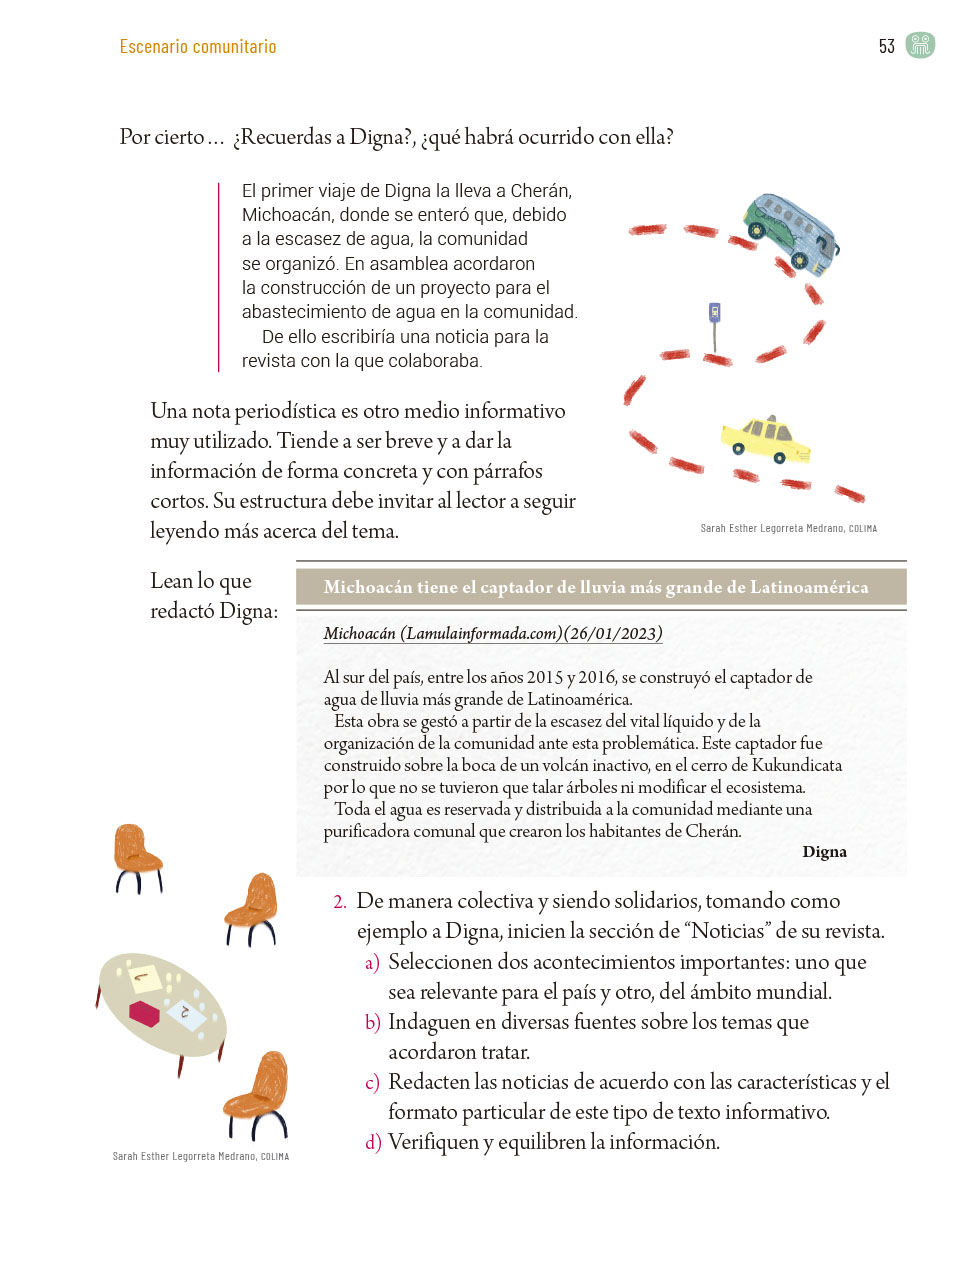 Escenario comunitario
53
Por cierto… ¿Recuerdas a Digna?, ¿qué habrá ocurrido con ella?
El primer viaje de Digna la lleva a Cherán,
Michoacán, donde se enteró que, debido
a la escasez de agua, la comunidad
se organizó. En asamblea acordaron
la construcción de un proyecto para el
abastecimiento de agua en la comunidad.
De ello escribiría una noticia para la
revista con la que colaboraba.
Una nota periodística es otro medio informativo
muy utilizado. Tiende a ser breve y a dar la
información de forma concreta y con párrafos
cortos. Su estructura debe invitar al lector a seguir
leyendo más acerca del tema.
Sarah Esther Legorreta Medrano, COLIMA
Lean lo que
redactó Digna:
Michoacán tiene el captador de lluvia más grande de Latinoamérica
Michoacán (Lamulainformada.com)(26/01/2023)
Al sur del país, entre los años 2015 y 2016, se construyó el captador de
agua de lluvia más grande de Latinoamérica.
Esta obra se gestó a partir de la escasez del vital líquido y de la
organización de la comunidad ante esta problemática. Este captador fue
construido sobre la boca de un volcán inactivo, en el cerro de Kukundicata
por lo que no se tuvieron que talar árboles ni modificar el ecosistema.
Toda el agua es reservada y distribuida a la comunidad mediante una
purificadora comunal que crearon los habitantes de Cherán.
Digna
2. De manera colectiva y siendo solidarios, tomando como
ejemplo a Digna, inicien la sección de “Noticias” de su revista.
a) Seleccionen dos acontecimientos importantes: uno que
sea relevante para el país y otro, del ámbito mundial.
b) Indaguen en diversas fuentes sobre los temas que
acordaron tratar.
c) Redacten las noticias de acuerdo con las características y el
formato particular de este tipo de texto informativo.
d) Verifiquen y equilibren la información.
Sarah Esther Legorreta Medrano, COLIMA